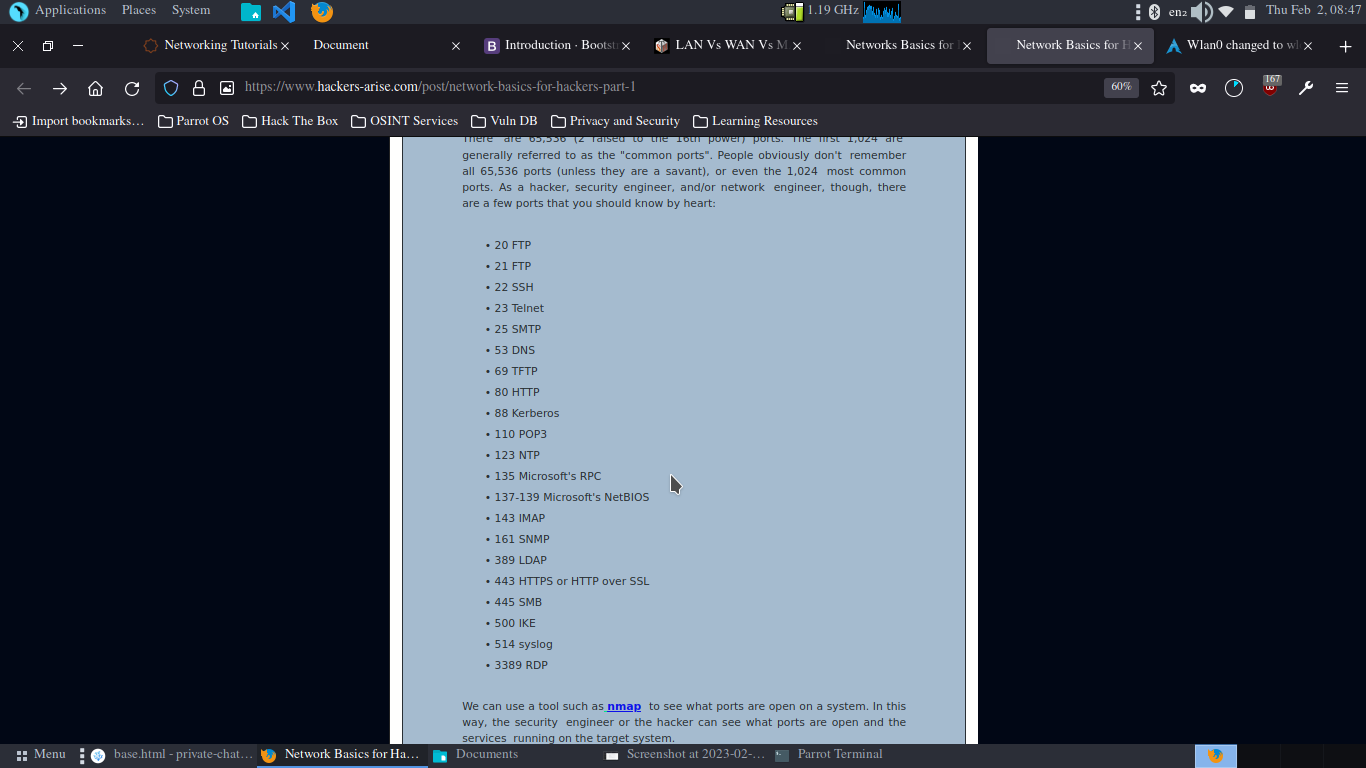 Applications Places System 1.19 GHz en₂ Thu Feb 2, 08:47
Networking Tutorials Document Introduction · Boots LAN Vs WAN Vs M Networks Basics for Network Basics for H Wlan0 changed to wl
https://www.hackers-arise.com/post/network-basics-for-hackers-part-1 60% 167
Import bookmarks… Parrot OS Hack The Box OSINT Services Vuln DB Privacy and Security Learning Resources
There are 65,536 (2 raised to the 16th power) ports. The first 1,024 are
generally referred to as the "common ports". People obviously don't remember
all 65,536 ports (unless they are a savant), or even the 1,024 most common
ports. As a hacker, security engineer, and/or network engineer, though, there
are a few ports that you should know by heart:
• 20 FTP
• 21 FTP
• 22 SSH
• 23 Telnet
• 25 SMTP
• 53 DNS
• 69 TFTP
• 80 HTTP
• 88 Kerberos
• 110 POP3
• 123 NTP
• 135 Microsoft's RPC
• 137-139 Microsoft's NetBIOS
• 143 IMAP
• 161 SNMP
• 389 LDAP
• 443 HTTPS or HTTP over SSL
• 445 SMB
• 500 IKE
• 514 syslog
• 3389 RDP
We can use a tool such as nmap to see what ports are open on a system. In this
way, the security engineer or the hacker can see what ports are open and the
services running on the target system.
Menu base.html - private-chat… Network Basics for Ha… Documents Screenshot at 2023-02-… Parrot Terminal